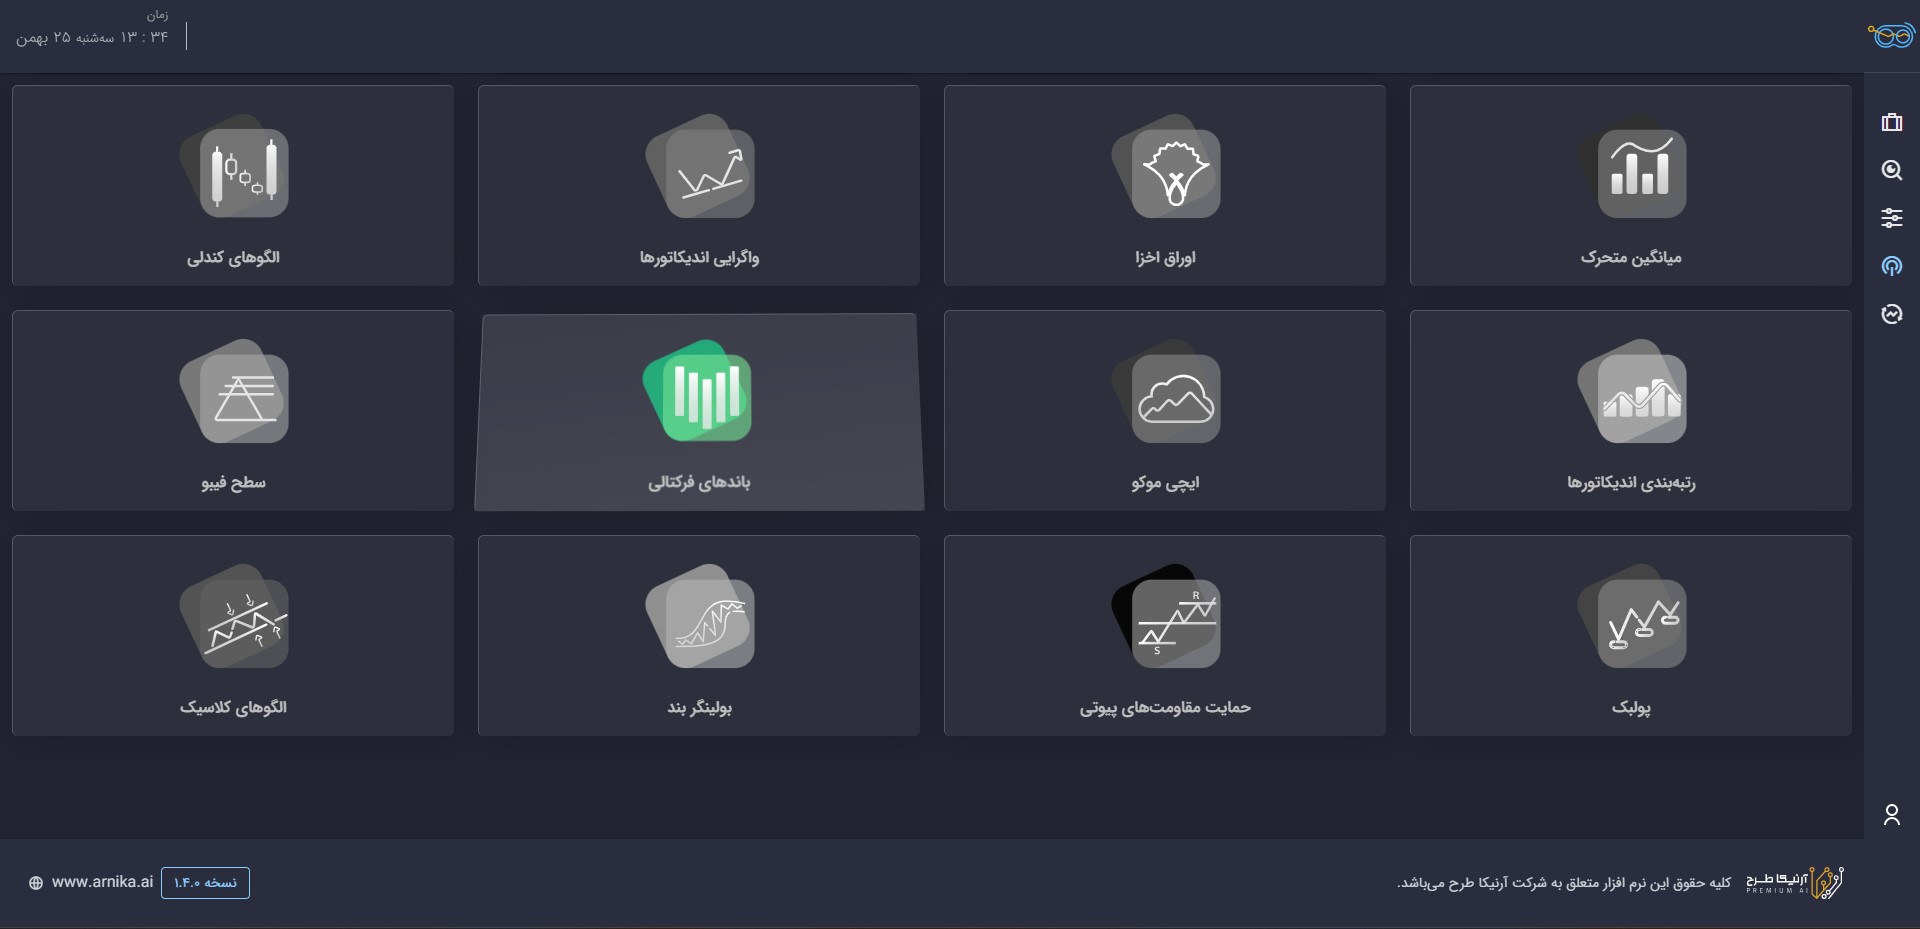 زمان
۳۴ : ۱۳ سه‌شنبه ۲۵ بهمن
میانگین متحرک
اوراق اخزا
واگرایی اندیکاتورها
الگوهای کندلی
رتبه‌بندی اندیکاتورها
ایچی موکو
باندهای فرکتالی
سطح فیبو
R
S
پولبک
حمایت مقاومت‌های پیوتی
بولینگر بند
الگوهای کلاسیک
آرنیکا طرح
PREMIUM AI
کلیه حقوق این نرم افزار متعلق به شرکت آرنیکا طرح می‌باشد.
نسخه ۱.۴.۰
www.arnika.ai